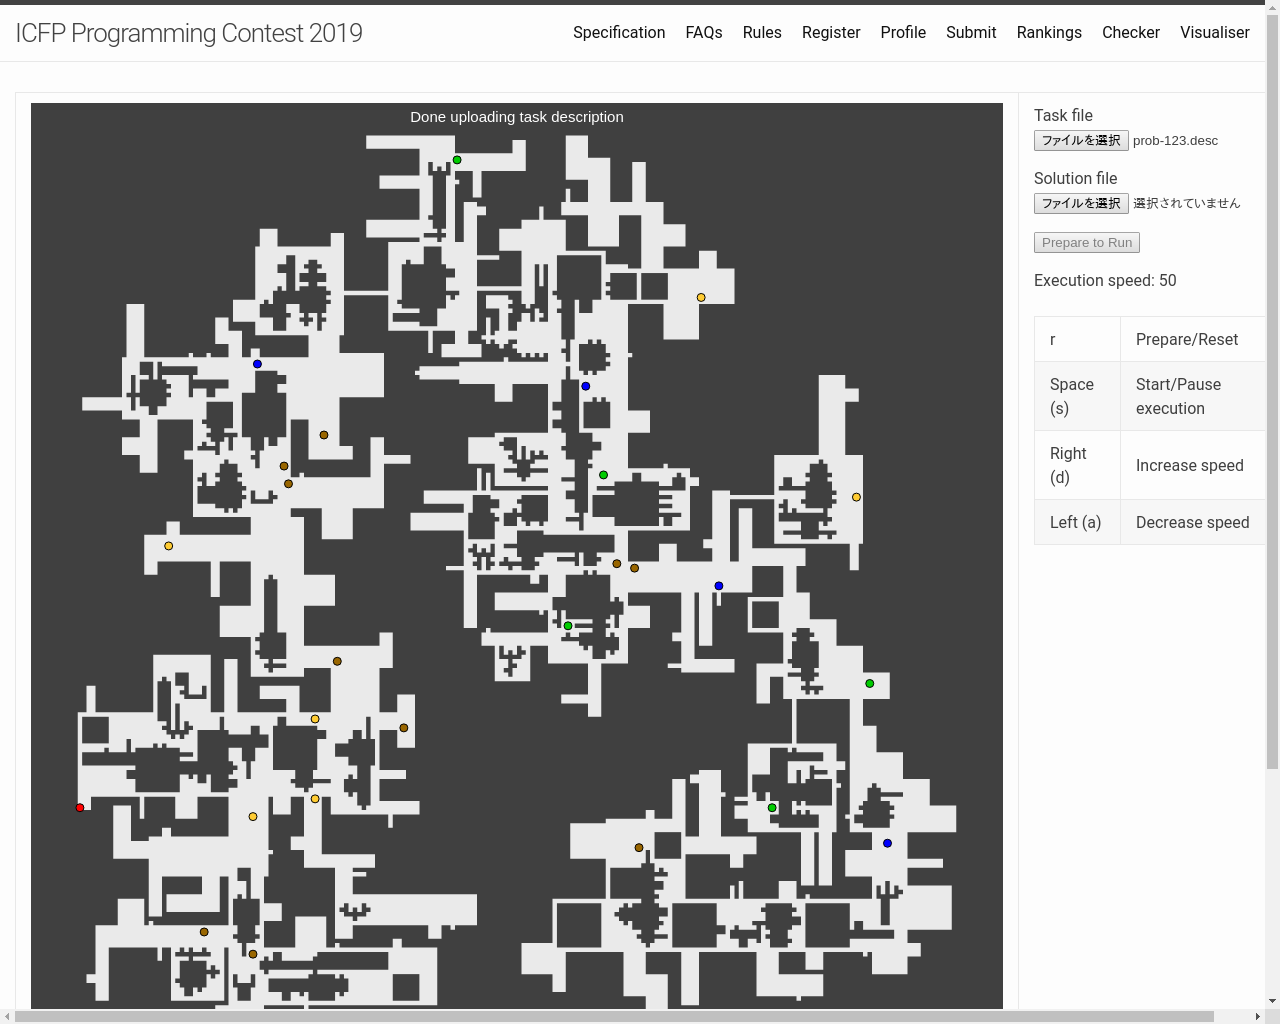 ICFP Programming Contest 2019
Specification FAQs Rules Register Profile Submit Rankings Checker Visualiser
Done uploading task description
Task file
ファイルを選択 prob-123.desc
Solution file
ファイルを選択 選択されていません
Prepare to Run
Execution speed: 50
r Prepare/Reset
Space (s) Start/Pause execution
Right (d) Increase speed
Left (a) Decrease speed